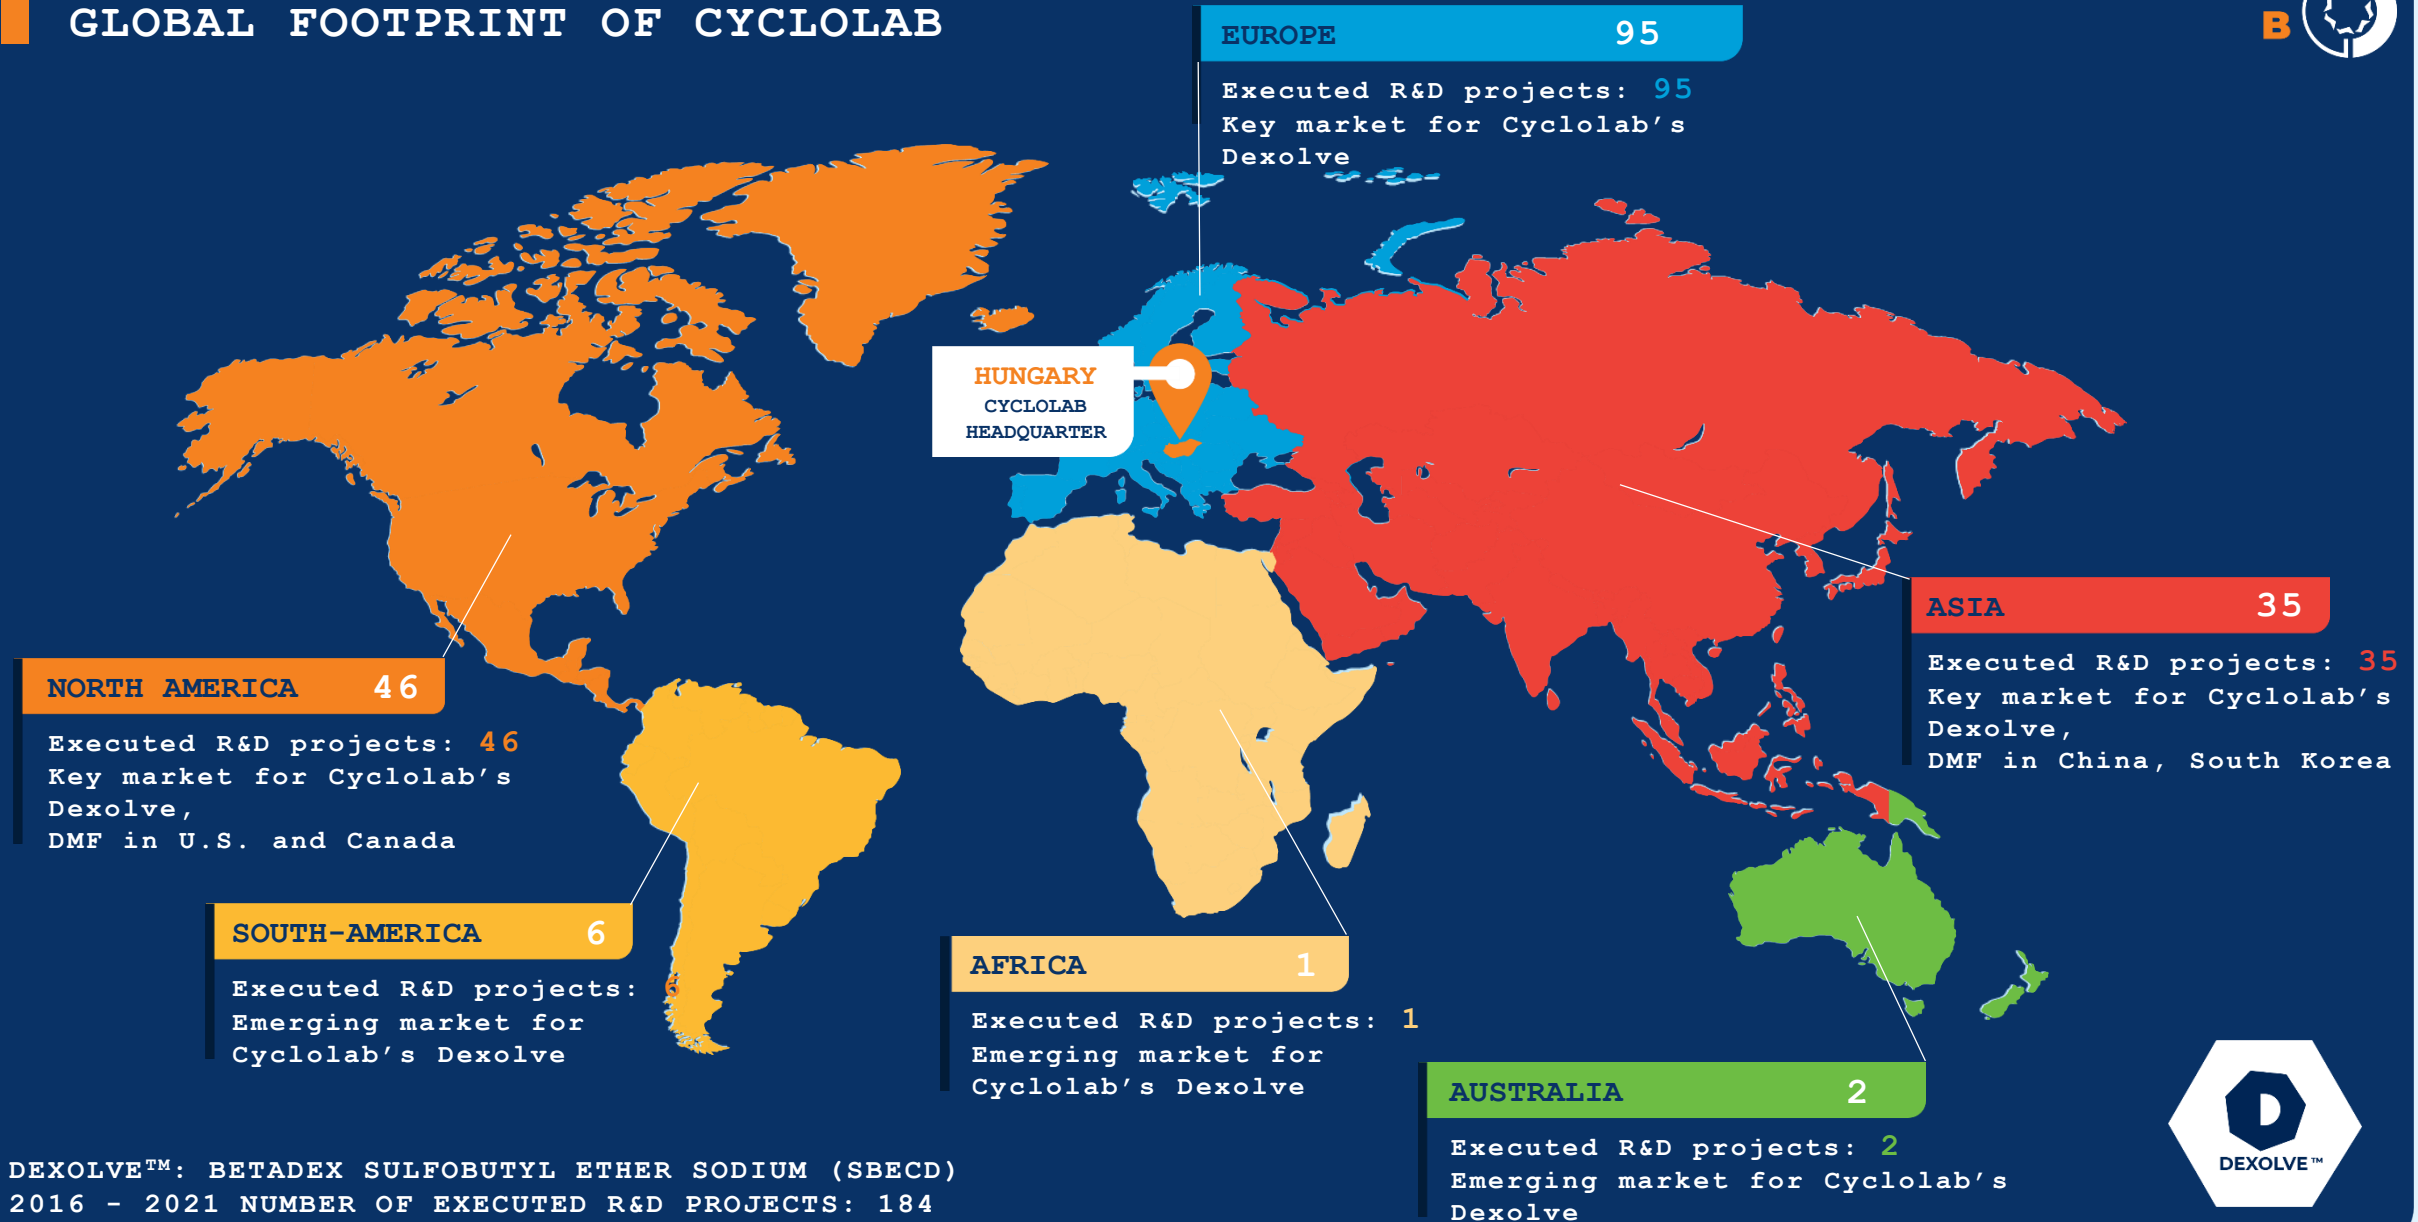 GLOBAL FOOTPRINT OF CYCLOLAB
B
EUROPE 95
Executed R&D projects: 95
Key market for Cyclolab's
Dexolve
HUNGARY
CYCLOLAB
HEADQUARTER
ASIA 35
Executed R&D projects: 35
Key market for Cyclolab's
Dexolve,
DMF in China, South Korea
NORTH AMERICA 46
Executed R&D projects: 46
Key market for Cyclolab's
Dexolve,
DMF in U.S. and Canada
SOUTH-AMERICA 6
Executed R&D projects: 6
Emerging market for
Cyclolab's Dexolve
AFRICA 1
Executed R&D projects: 1
Emerging market for
Cyclolab's Dexolve
AUSTRALIA 2
Executed R&D projects: 2
Emerging market for Cyclolab's
Dexolve
D
DEXOLVE™
DEXOLVE™: BETADEX SULFOBUTYL ETHER SODIUM (SBECD)
2016 - 2021 NUMBER OF EXECUTED R&D PROJECTS: 184